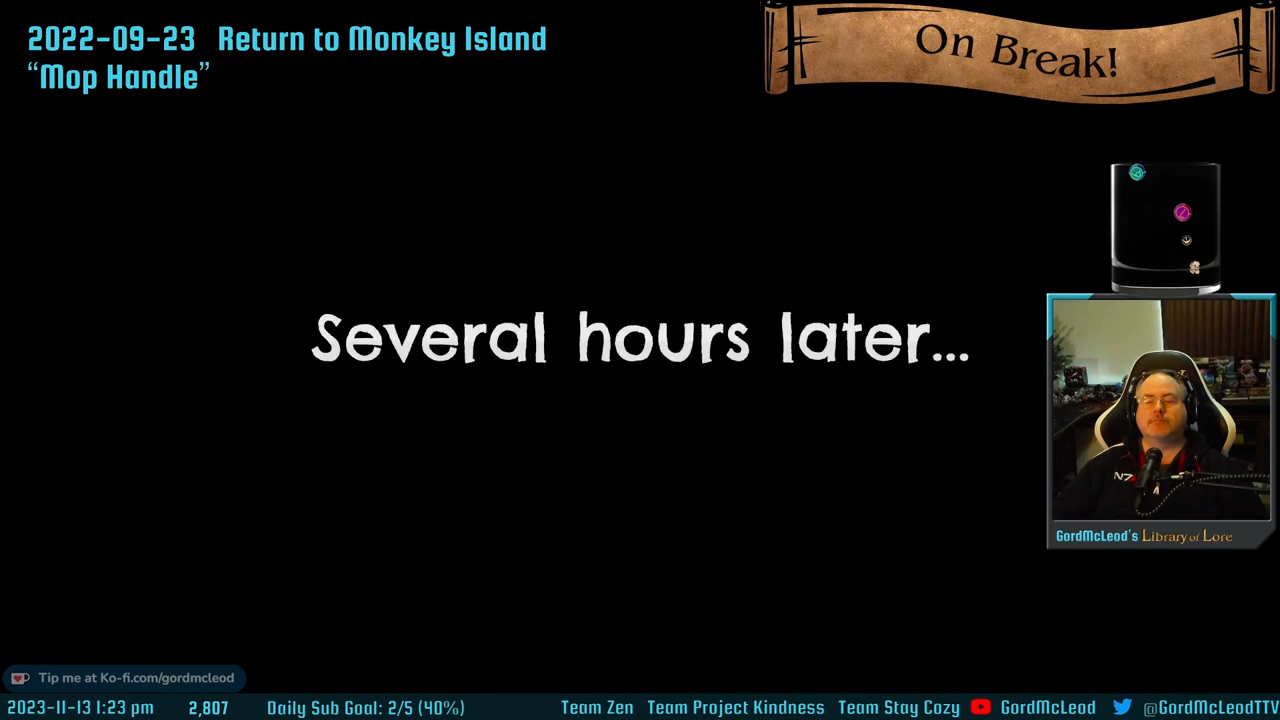 2022-09-23 Return to Monkey Island
“Mop Handle”
On Break!
Several hours later...
N7
GordMcLeod's Library of Lore
Tip me at Ko-fi.com/gordmcleod
2023-11-13 1:23 pm 2,807 Daily Sub Goal: 2/5 (40%) Team Zen Team Project Kindness Team Stay Cozy GordMcLeod @GordMcLeodTTV